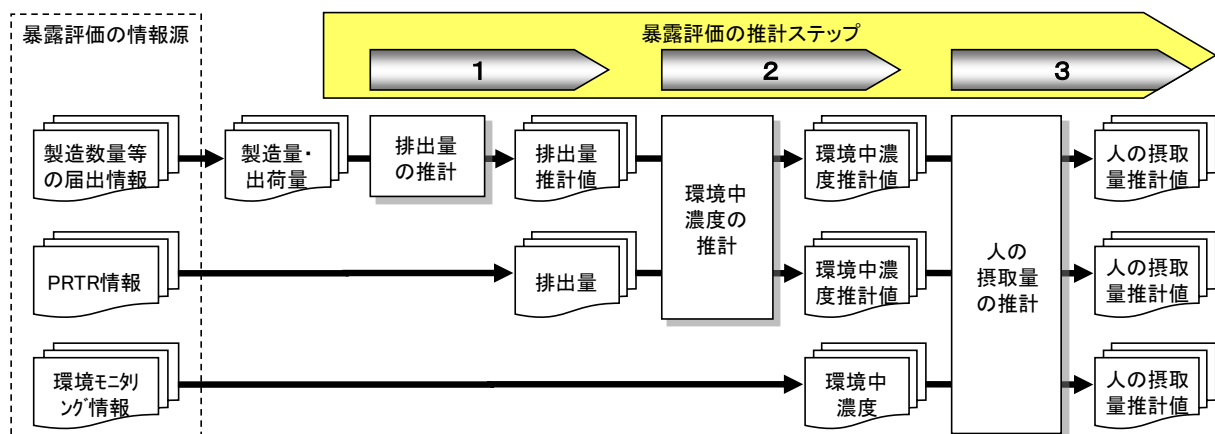 暴露評価の情報源
暴露評価の推計ステップ
1
2
3
製造数量等
の届出情報
製造量・
出荷量
排出量
の推計
排出量
推計値
環境中
濃度の
推計
環境中濃
度推計値
人の
摂取量
の推計
人の摂取
量推計値
PRTR情報
排出量
環境中濃
度推計値
人の摂取
量推計値
環境ﾓﾆﾀﾘ
ﾝｸﾞ情報
環境中
濃度
人の摂取
量推計値